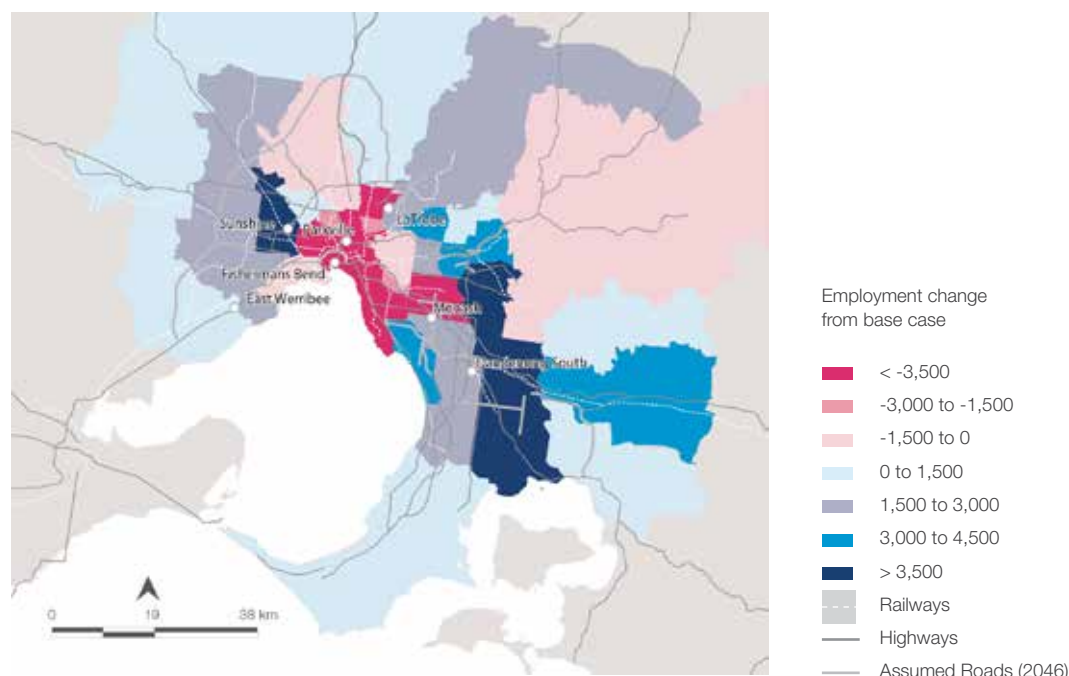 Sunshine
Parkville
LaTrobe
Fishermans Bend
East Werribee
Monash
Dandenong South
0 19 38 km
Employment change
from base case
< -3,500
-3,000 to -1,500
-1,500 to 0
0 to 1,500
1,500 to 3,000
3,000 to 4,500
> 3,500
Railways
Highways
Assumed Roads (2046)